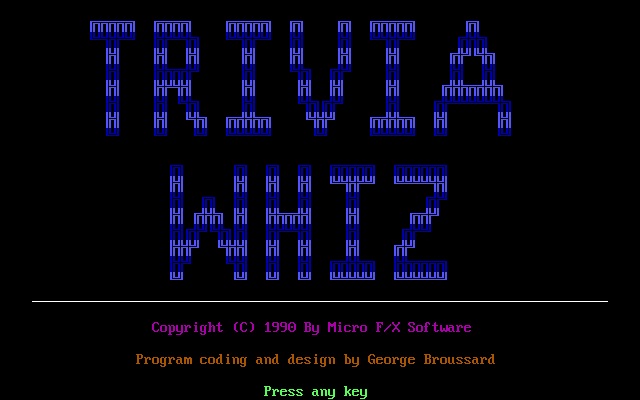 TRIVIA
WHIZ
Copyright (C) 1990 By Micro F/X Software
Program coding and design by George Broussard
Press any key